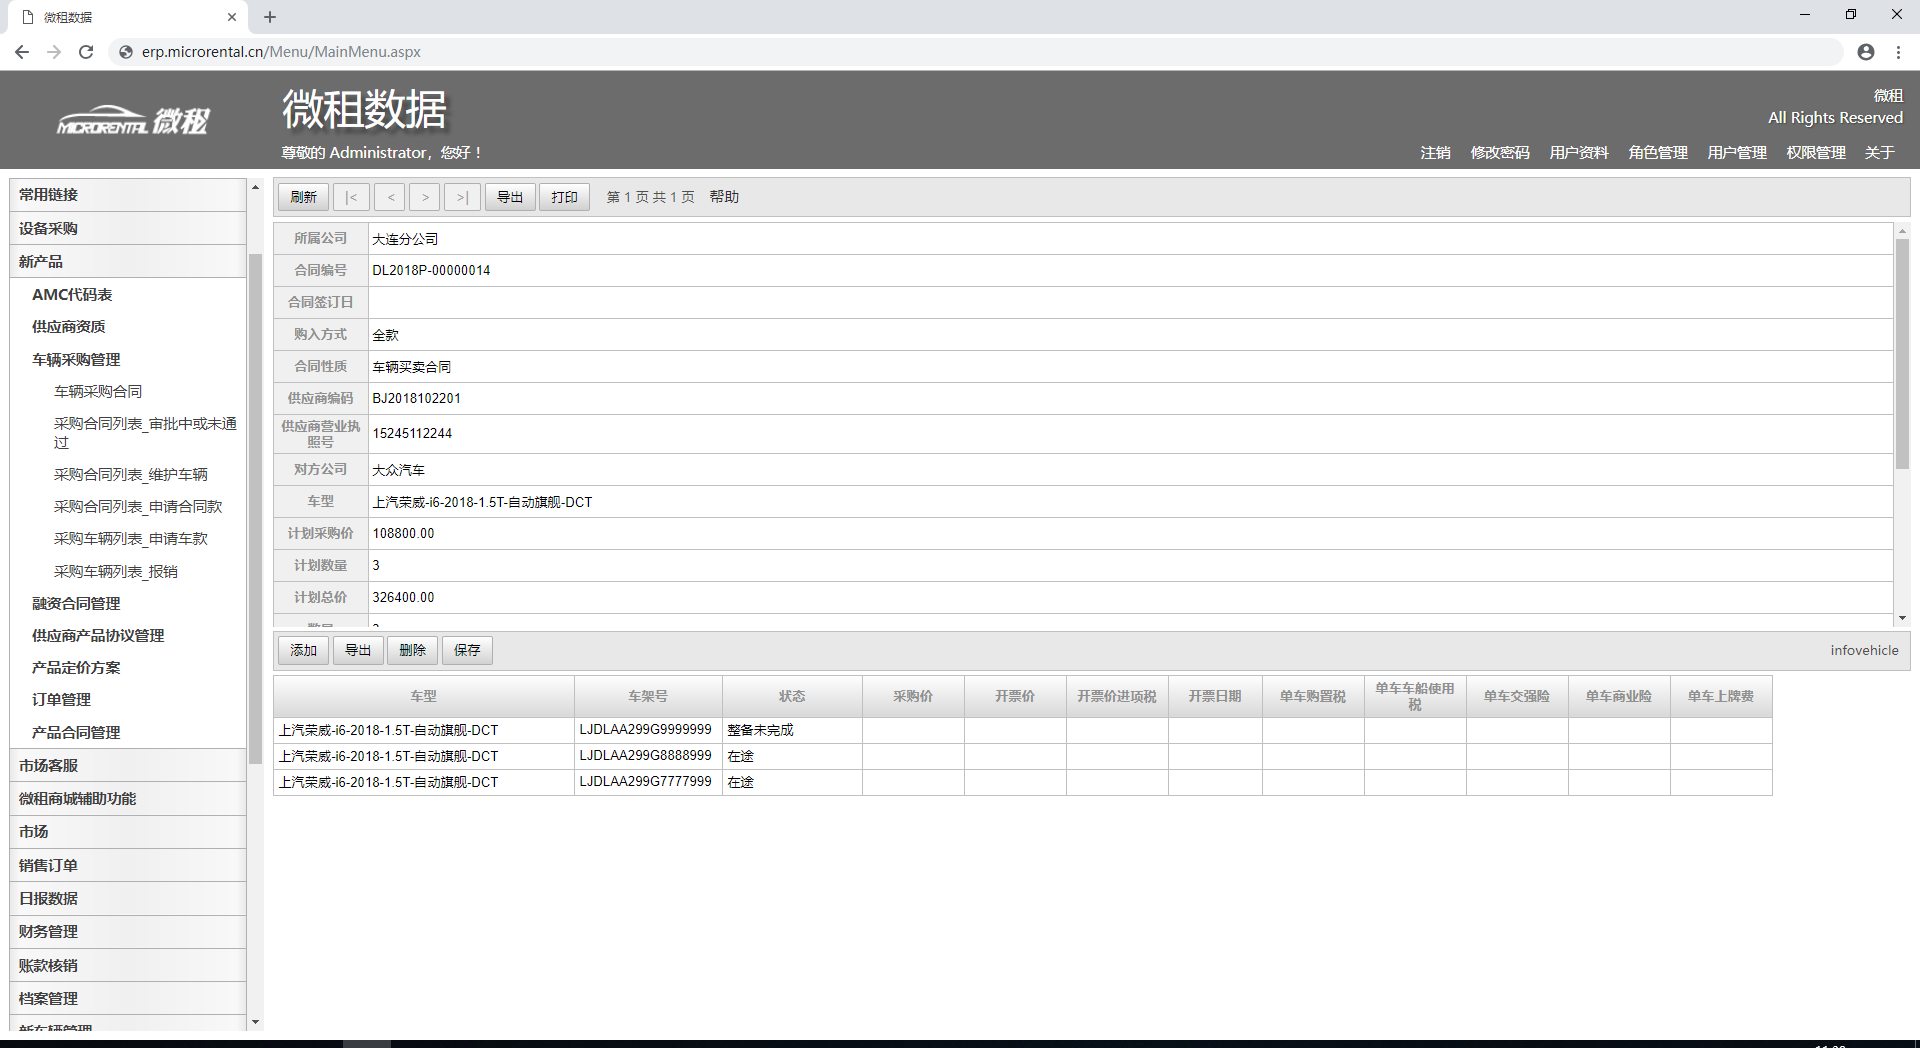 微租数据
erp.microrental.cn/Menu/MainMenu.aspx
MICRORENTAL 微租
微租数据
尊敬的 Administrator，您好！
微租
All Rights Reserved
注销 修改密码 用户资料 角色管理 用户管理 权限管理 关于
常用链接
设备采购
新产品
AMC代码表
供应商资质
车辆采购管理
车辆采购合同
采购合同列表_审批中或未通
过
采购合同列表_维护车辆
采购合同列表_申请合同款
采购车辆列表_申请车款
采购车辆列表_报销
融资合同管理
供应商产品协议管理
产品定价方案
订单管理
产品合同管理
市场客服
微租商城辅助功能
市场
销售订单
日报数据
财务管理
账款核销
档案管理
新车辆管理
刷新 |< < > >| 导出 打印 第 1 页 共 1 页 帮助
所属公司 大连分公司
合同编号 DL2018P-00000014
合同签订日
购入方式 全款
合同性质 车辆买卖合同
供应商编码 BJ2018102201
供应商营业执
照号 15245112244
对方公司 大众汽车
车型 上汽荣威-i6-2018-1.5T-自动旗舰-DCT
计划采购价 108800.00
计划数量 3
计划总价 326400.00
添加 导出 删除 保存 infovehicle
车型 车架号 状态 采购价 开票价 开票价进项税 开票日期 单车购置税 单车车船使用
税 单车交强险 单车商业险 单车上牌费
上汽荣威-i6-2018-1.5T-自动旗舰-DCT LJDLAA299G9999999 整备未完成
上汽荣威-i6-2018-1.5T-自动旗舰-DCT LJDLAA299G8888999 在途
上汽荣威-i6-2018-1.5T-自动旗舰-DCT LJDLAA299G7777999 在途